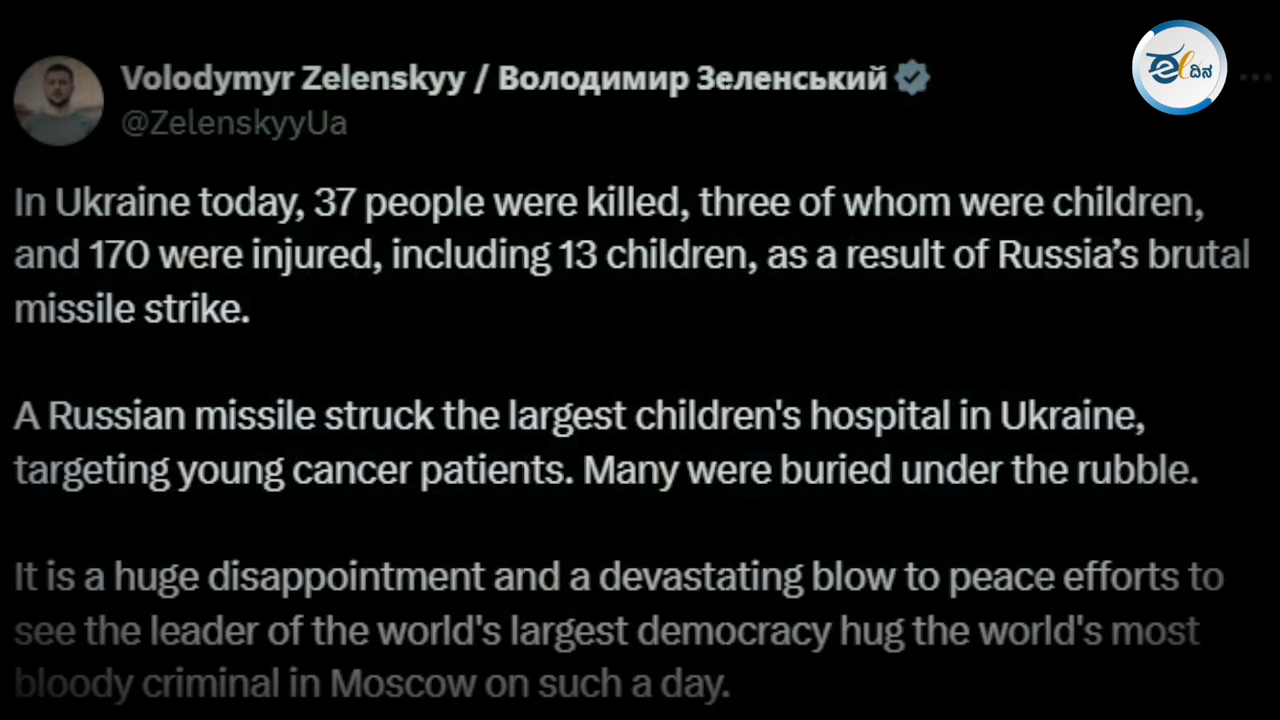 Volodymyr Zelenskyy / Володимир Зеленський
@ZelenskyyUa
ಈ ದಿನ
In Ukraine today, 37 people were killed, three of whom were children,
and 170 were injured, including 13 children, as a result of Russia’s brutal
missile strike.
A Russian missile struck the largest children's hospital in Ukraine,
targeting young cancer patients. Many were buried under the rubble.
It is a huge disappointment and a devastating blow to peace efforts to
see the leader of the world's largest democracy hug the world's most
bloody criminal in Moscow on such a day.